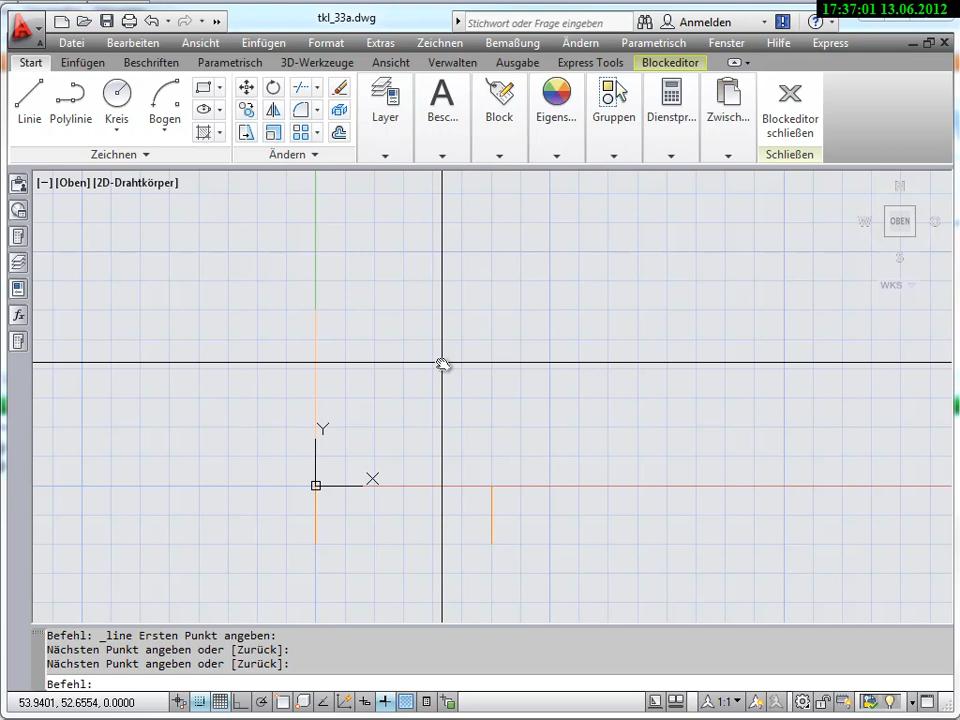 17:37:01 13.06.2012
tkl_33a.dwg
Stichwort oder Frage eingeben
Anmelden
Datei Bearbeiten Ansicht Einfügen Format Extras Zeichnen Bemaßung Ändern Parametrisch Fenster Hilfe Express
Start Einfügen Beschriften Parametrisch 3D-Werkzeuge Ansicht Verwalten Ausgabe Express Tools Blockeditor
Linie Polylinie Kreis Bogen Layer Besc... Block Eigens... Gruppen Dienstpr... Zwisch... Blockeditor schließen
Zeichnen Ändern Schließen
[−] [Oben] [2D-Drahtkörper]
N
W OBEN O
S
WKS
Y
X
Befehl: _line Ersten Punkt angeben:
Nächsten Punkt angeben oder [Zurück]:
Nächsten Punkt angeben oder [Zurück]:
Befehl:
53.9401, 52.6554, 0.0000
1:1